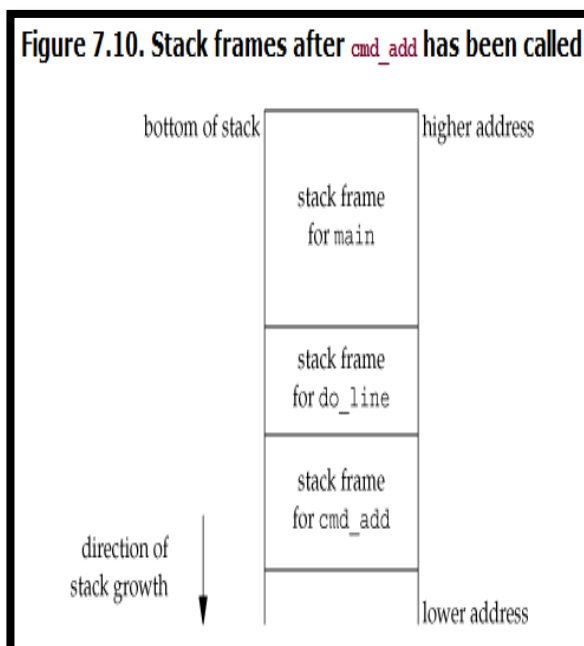 Figure 7.10. Stack frames after cmd_add has been called
bottom of stack
higher address
stack frame
for main
stack frame
for do_line
stack frame
for cmd_add
direction of
stack growth
lower address